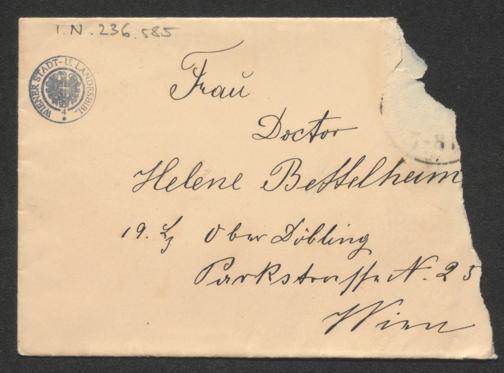 I.N. 236.585
WIENER STADT- U. LANDESBIBL.
Frau
Doctor
Helene Bettelheim
19. Ober Döbling
Parkstrasse N. 25
Wien